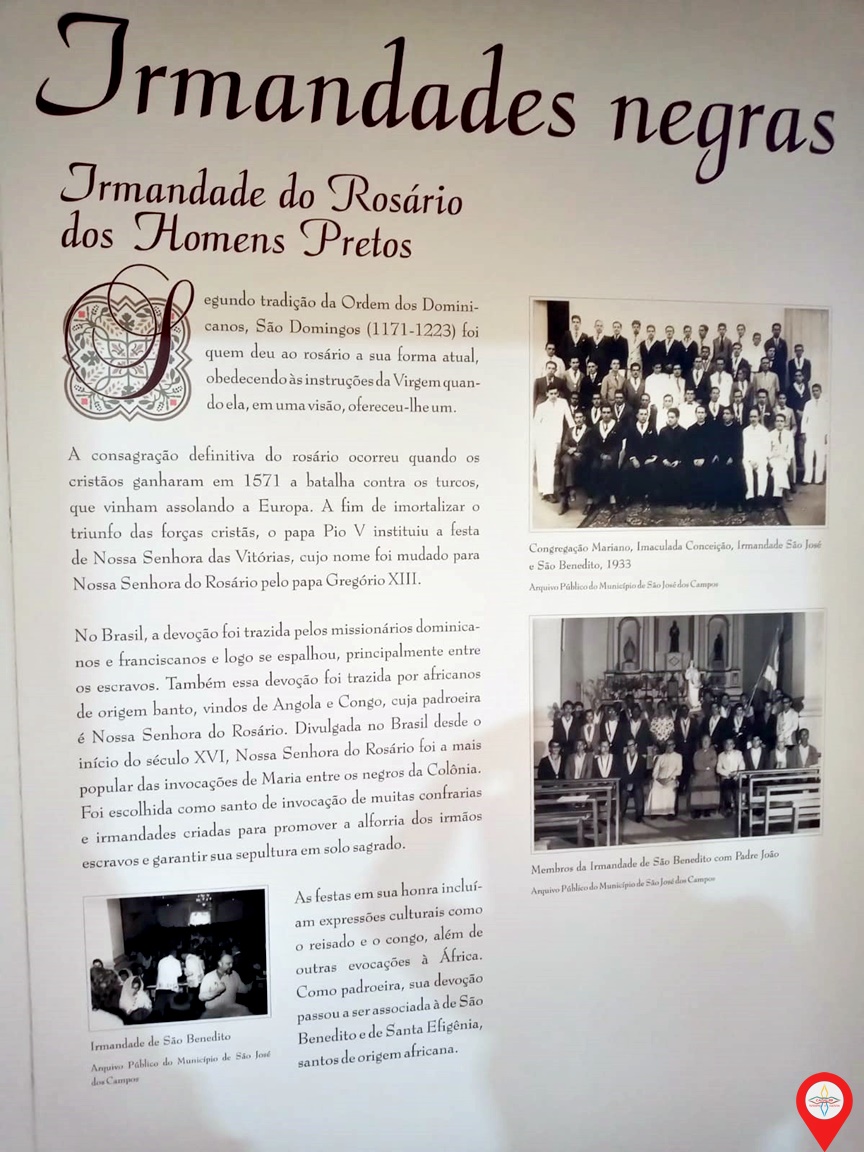 Irmandades negras
Irmandade do Rosário
dos Homens Pretos
Segundo tradição da Ordem dos Domini-
canos, São Domingos (1171-1223) foi
quem deu ao rosário a sua forma atual,
obedecendo às instruções da Virgem quan-
do ela, em uma visão, ofereceu-lhe um.
A consagração definitiva do rosário ocorreu quando os
cristãos ganharam em 1571 a batalha contra os turcos,
que vinham assolando a Europa. A fim de imortalizar o
triunfo das forças cristãs, o papa Pio V instituiu a festa
de Nossa Senhora das Vitórias, cujo nome foi mudado para
Nossa Senhora do Rosário pelo papa Gregório XIII.
No Brasil, a devoção foi trazida pelos missionários dominica-
nos e franciscanos e logo se espalhou, principalmente entre
os escravos. Também essa devoção foi trazida por africanos
de origem banto, vindos de Angola e Congo, cuja padroeira
é Nossa Senhora do Rosário. Divulgada no Brasil desde o
início do século XVI, Nossa Senhora do Rosário foi a mais
popular das invocações de Maria entre os negros da Colônia.
Foi escolhida como santo de invocação de muitas confrarias
e irmandades criadas para promover a alforria dos irmãos
escravos e garantir sua sepultura em solo sagrado.
As festas em sua honra incluí-
am expressões culturais como
o reisado e o congo, além de
outras evocações à África.
Como padroeira, sua devoção
passou a ser associada à de São
Benedito e de Santa Efigênia,
santos de origem africana.
Irmandade de São Benedito
Arquivo Público do Município de São José
dos Campos
Congregação Mariano, Imaculada Conceição, Irmandade São José
e São Benedito, 1933
Arquivo Público do Município de São José dos Campos
Membros da Irmandade de São Benedito com Padre João
Arquivo Público do Município de São José dos Campos